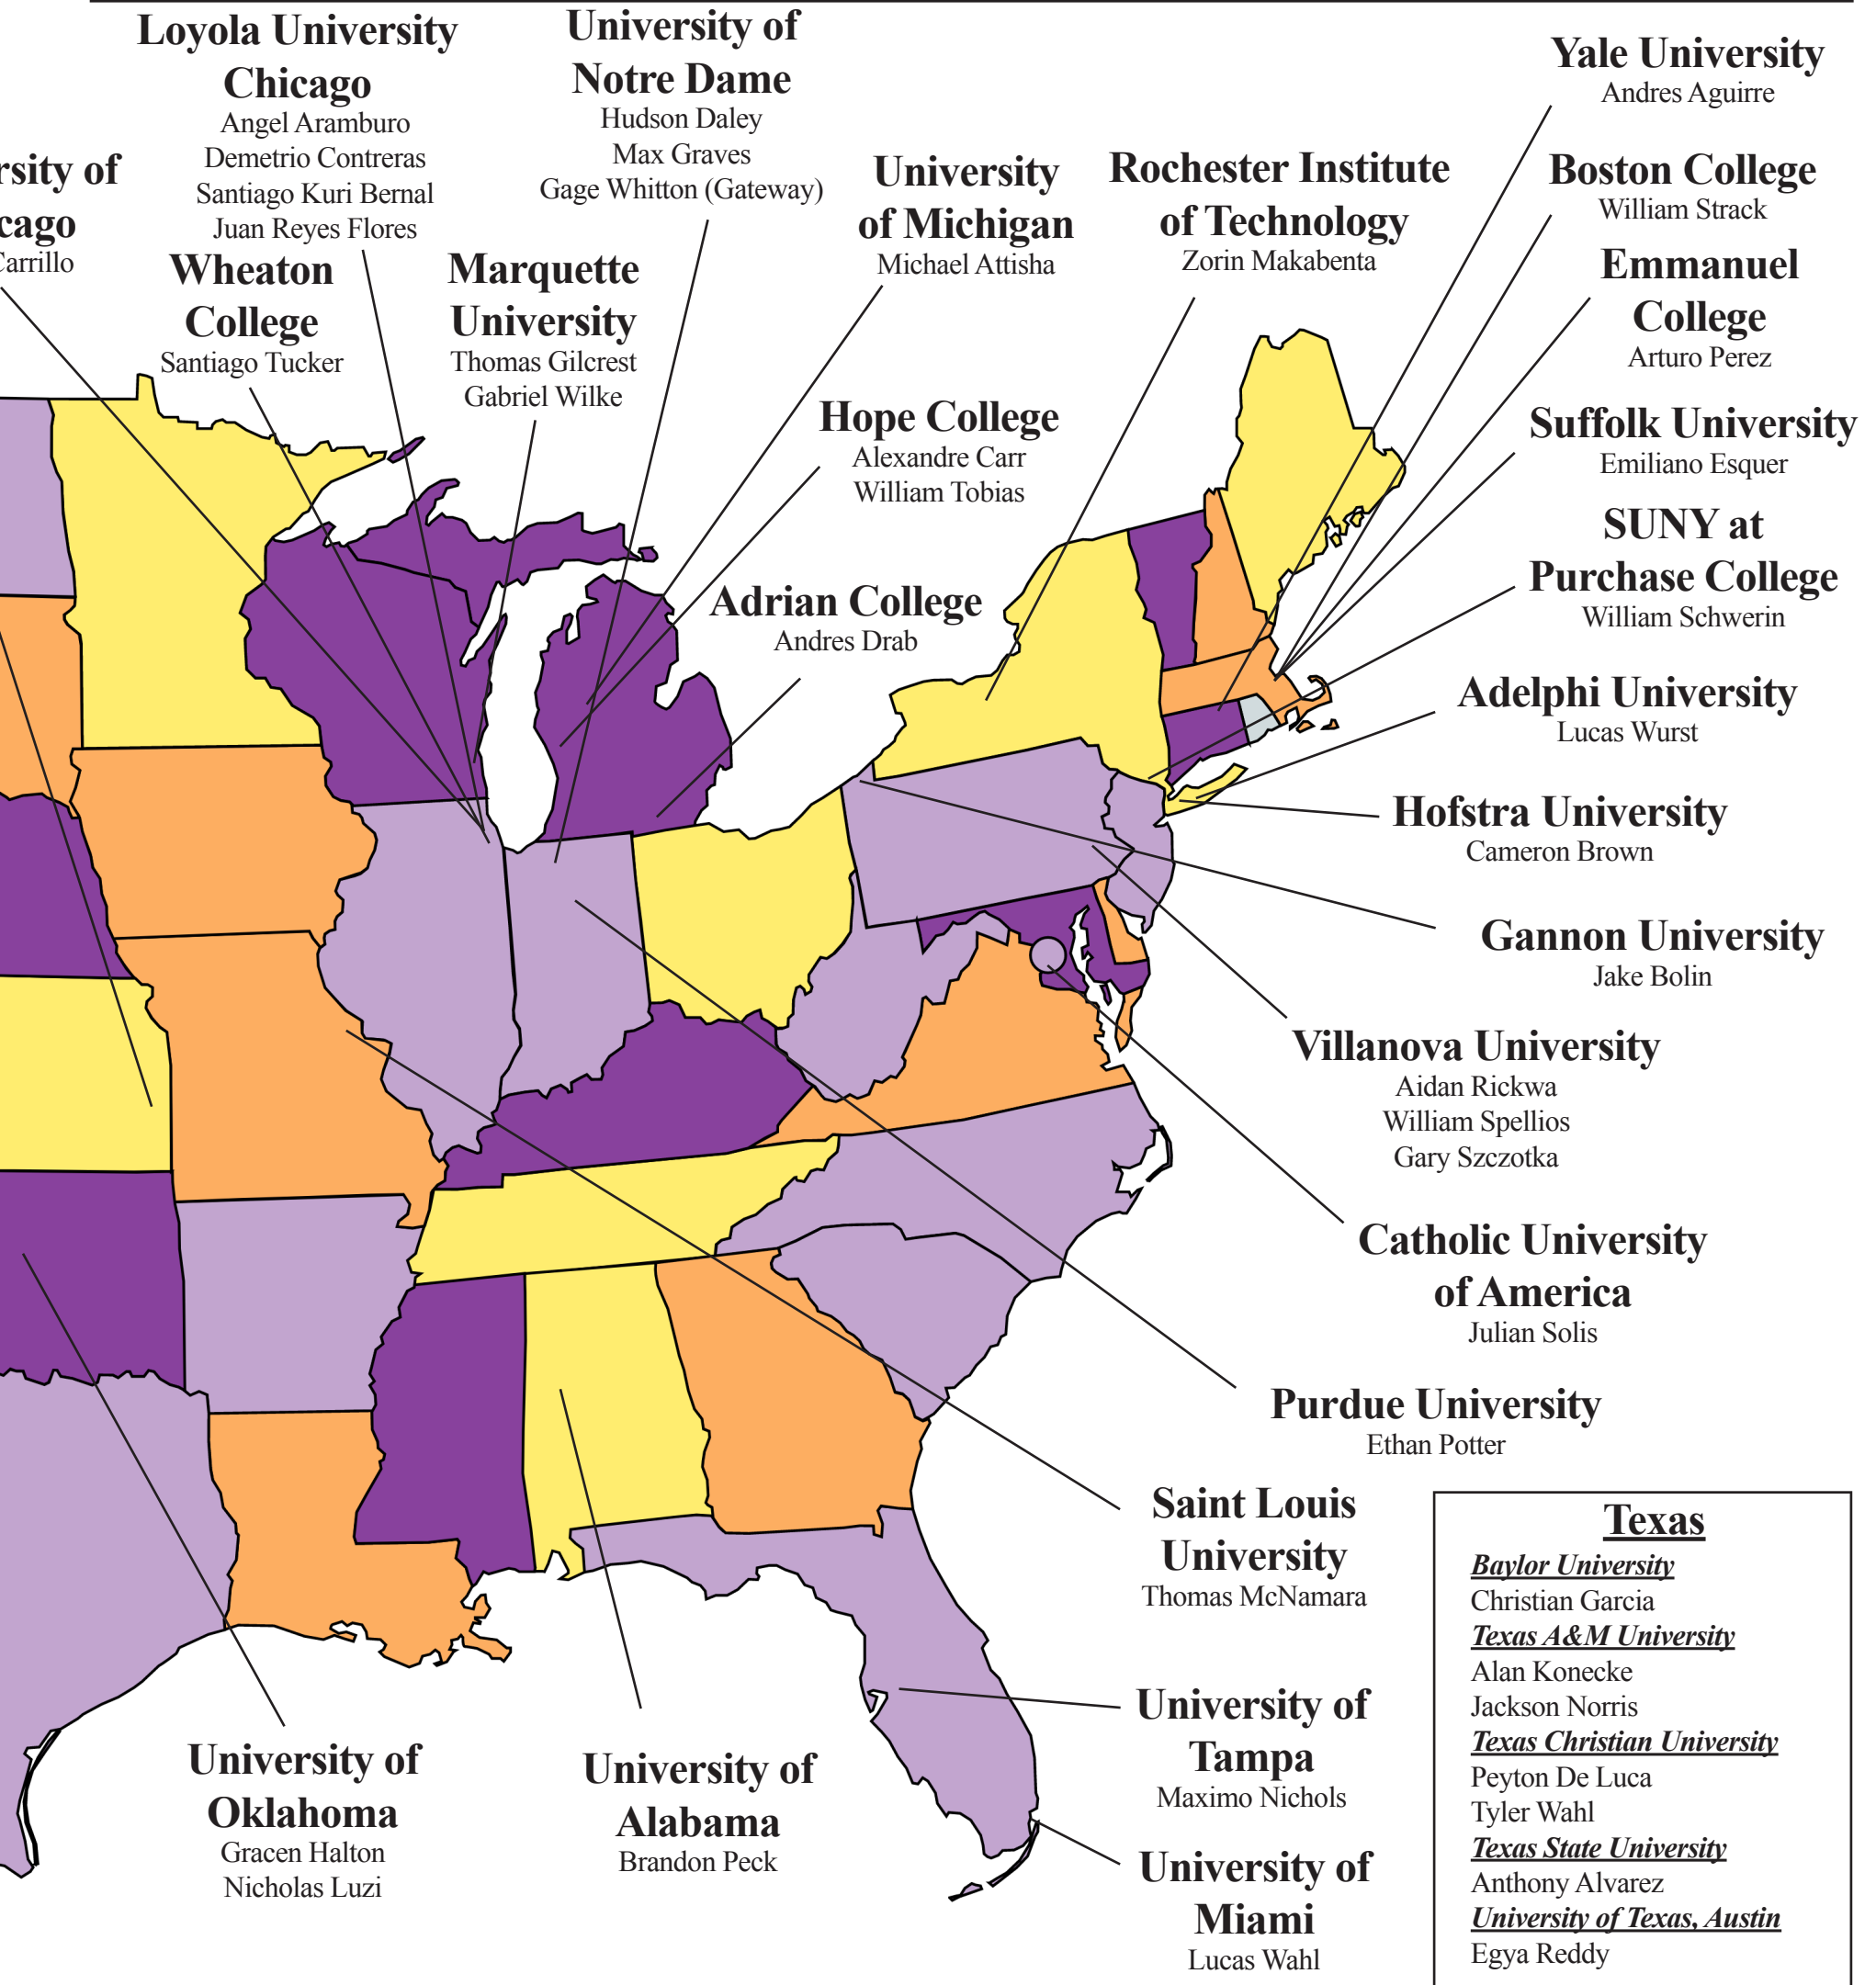 Loyola University
Chicago
Angel Aramburo
Demetrio Contreras
Santiago Kuri Bernal
Juan Reyes Flores
University of
Notre Dame
Hudson Daley
Max Graves
Gage Whitton (Gateway)
Yale University
Andres Aguirre
rsity of
cago
Carrillo
University
of Michigan
Michael Attisha
Rochester Institute
of Technology
Zorin Makabenta
Boston College
William Strack
Wheaton
College
Santiago Tucker
Marquette
University
Thomas Gilcrest
Gabriel Wilke
Emmanuel
College
Arturo Perez
Hope College
Alexandre Carr
William Tobias
Suffolk University
Emiliano Esquer
SUNY at
Purchase College
William Schwerin
Adrian College
Andres Drab
Adelphi University
Lucas Wurst
Hofstra University
Cameron Brown
Gannon University
Jake Bolin
Villanova University
Aidan Rickwa
William Spellios
Gary Szczotka
Catholic University
of America
Julian Solis
Purdue University
Ethan Potter
Saint Louis
University
Thomas McNamara
University of
Tampa
Maximo Nichols
University of
Miami
Lucas Wahl
University of
Oklahoma
Gracen Halton
Nicholas Luzi
University of
Alabama
Brandon Peck
Texas
Baylor University
Christian Garcia
Texas A&M University
Alan Konecke
Jackson Norris
Texas Christian University
Peyton De Luca
Tyler Wahl
Texas State University
Anthony Alvarez
University of Texas, Austin
Egya Reddy